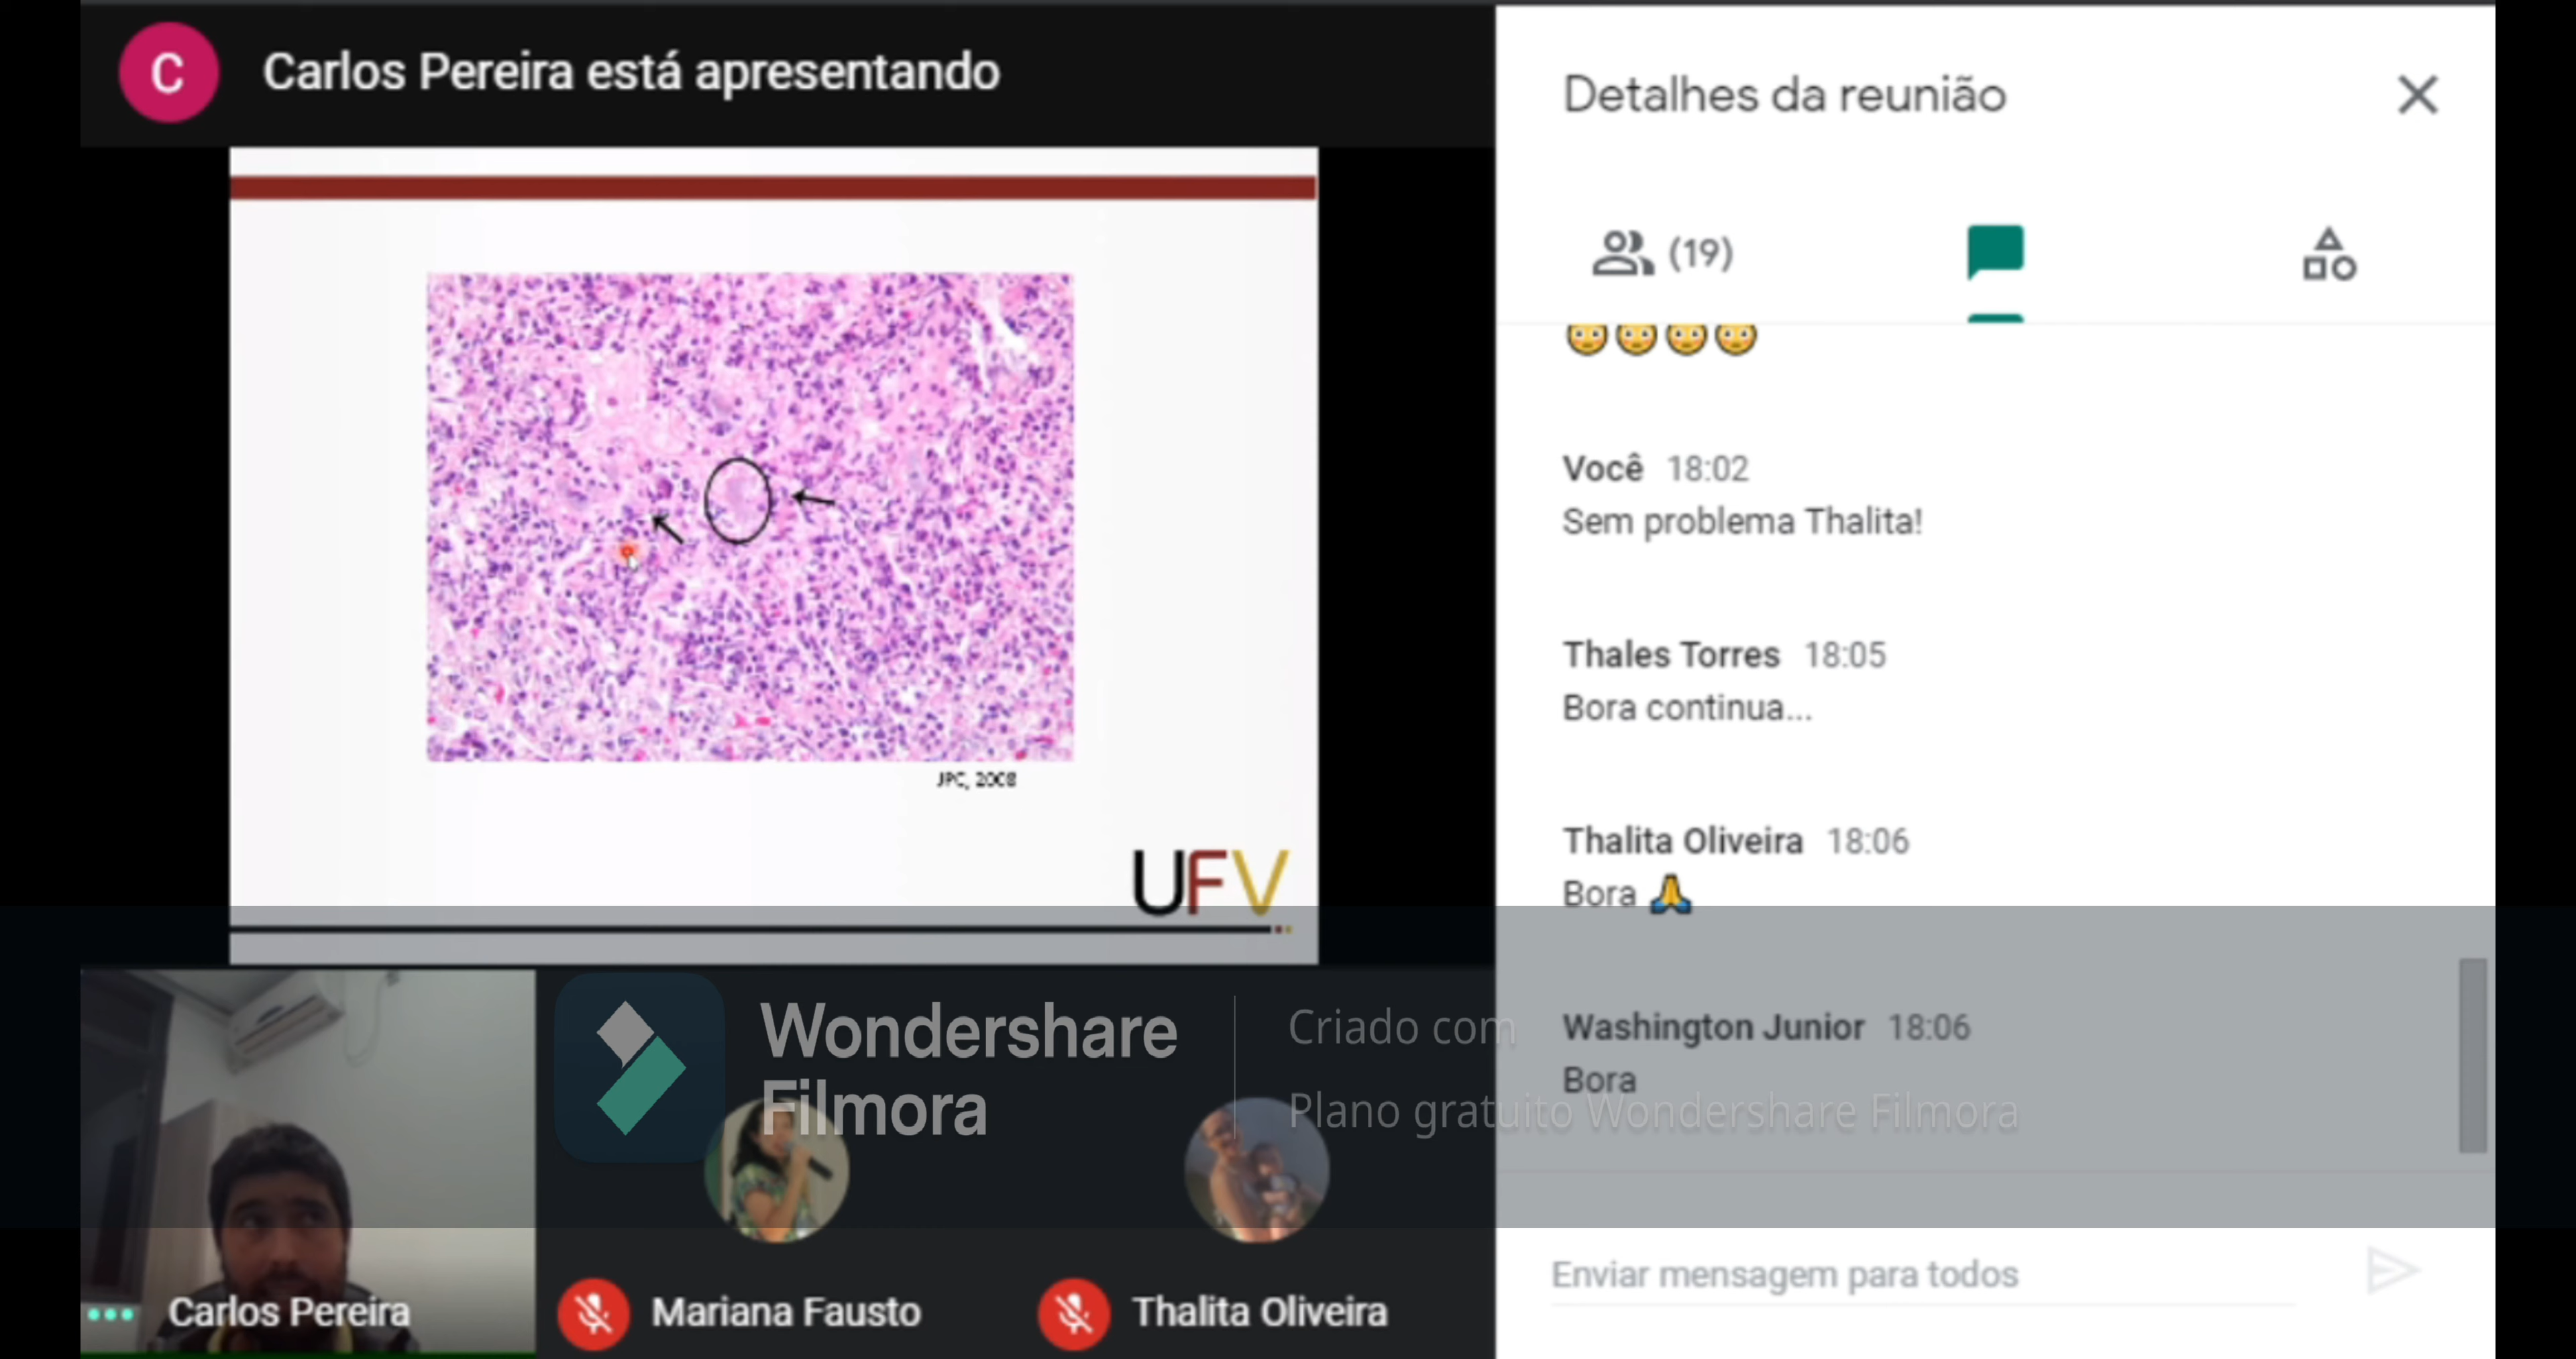 C
Carlos Pereira está apresentando
JPC, 2008
UFV
Carlos Pereira
Mariana Fausto
Thalita Oliveira
Detalhes da reunião
(19)
Você 18:02
Sem problema Thalita!
Thales Torres 18:05
Bora continua...
Thalita Oliveira 18:06
Bora 🙏
Washington Junior 18:06
Bora
Enviar mensagem para todos
Wondershare
Filmora
Criado com
Plano gratuito Wondershare Filmora